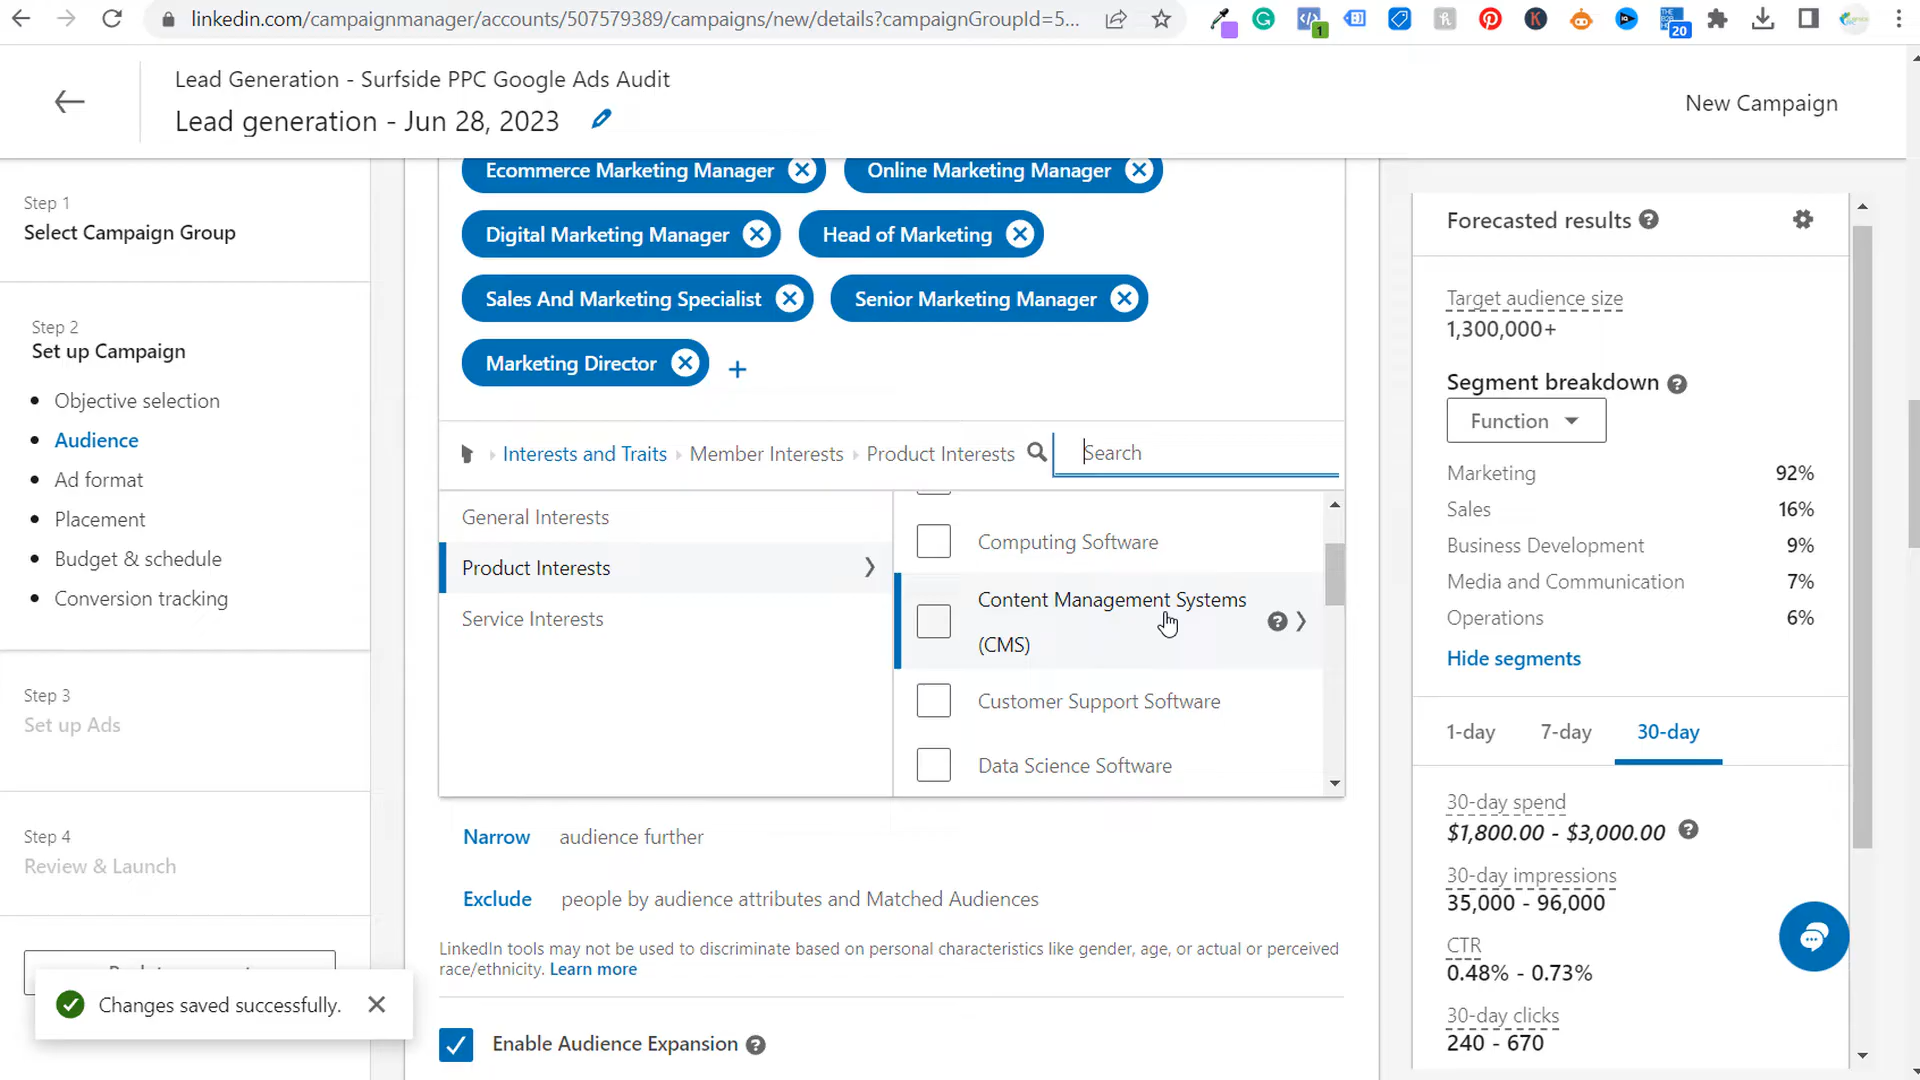 linkedin.com/campaignmanager/accounts/507579389/campaigns/new/details?campaignGroupId=5...
1
20
Lead Generation - Surfside PPC Google Ads Audit
Lead generation - Jun 28, 2023
New Campaign
Step 1
Select Campaign Group
Step 2
Set up Campaign
Objective selection
Audience
Ad format
Placement
Budget & schedule
Conversion tracking
Step 3
Set up Ads
Step 4
Review & Launch
Changes saved successfully.
Ecommerce Marketing Manager
Online Marketing Manager
Digital Marketing Manager
Head of Marketing
Sales And Marketing Specialist
Senior Marketing Manager
Marketing Director
Interests and Traits
Member Interests
Product Interests
Search
General Interests
Product Interests
Service Interests
Computing Software
Content Management Systems
(CMS)
Customer Support Software
Data Science Software
Narrow audience further
Exclude people by audience attributes and Matched Audiences
LinkedIn tools may not be used to discriminate based on personal characteristics like gender, age, or actual or perceived
race/ethnicity. Learn more
Enable Audience Expansion
Forecasted results
Target audience size
1,300,000+
Segment breakdown
Function
Marketing 92%
Sales 16%
Business Development 9%
Media and Communication 7%
Operations 6%
Hide segments
1-day 7-day 30-day
30-day spend
$1,800.00 - $3,000.00
30-day impressions
35,000 - 96,000
CTR
0.48% - 0.73%
30-day clicks
240 - 670